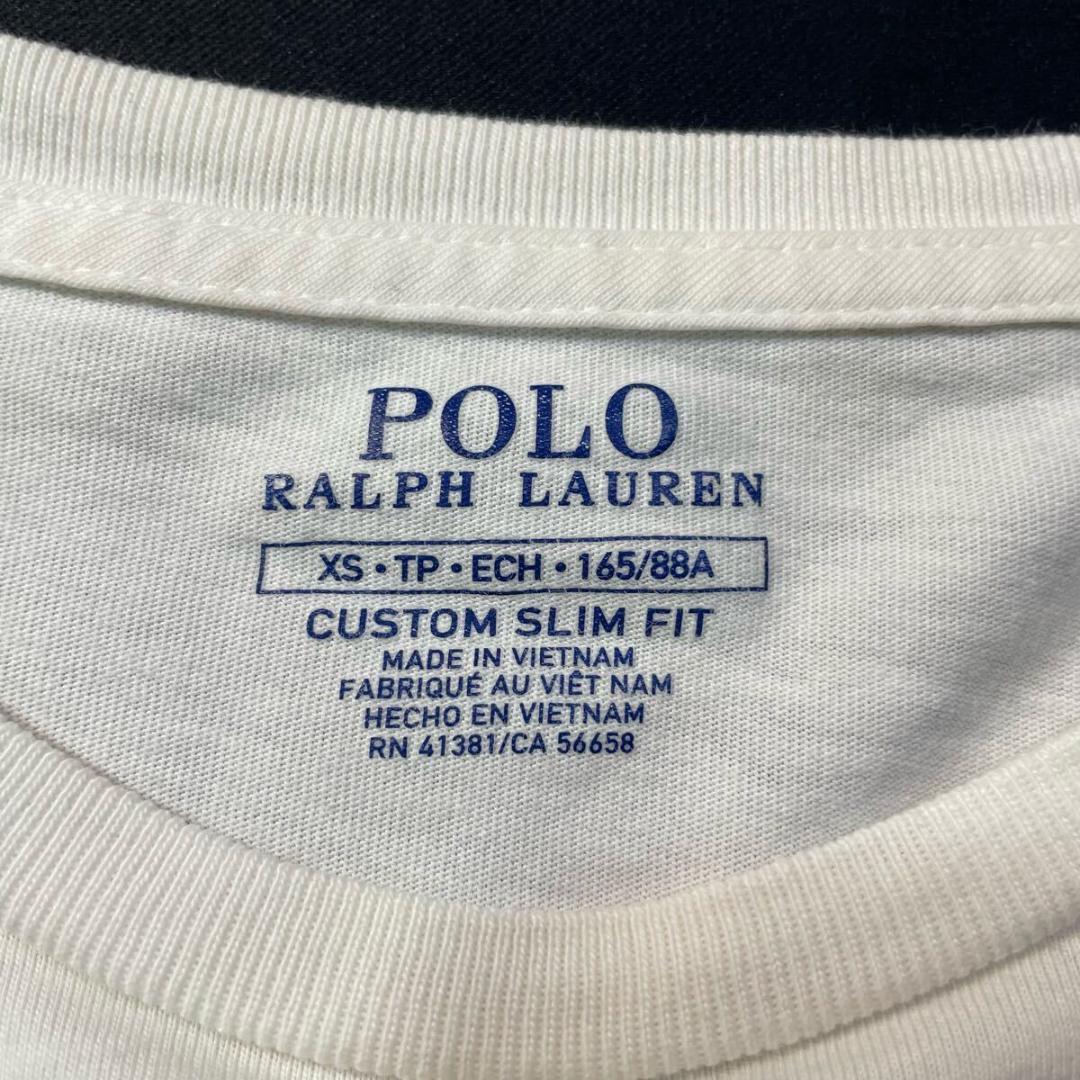 POLO
RALPH LAUREN
XS • TP • ECH • 165/88A
CUSTOM SLIM FIT
MADE IN VIETNAM
FABRIQUÉ AU VIÊT NAM
HECHO EN VIETNAM
RN 41381/CA 56658